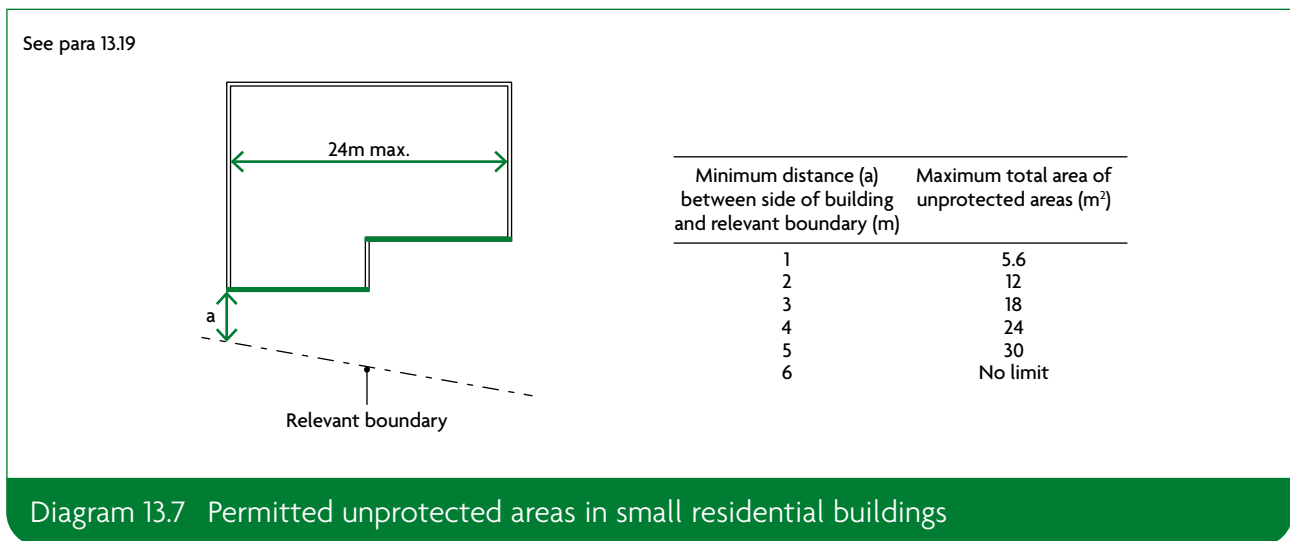 See para 13.19
24m max.
a
Relevant boundary
Minimum distance (a) between side of building and relevant boundary (m) Maximum total area of unprotected areas (m²)
1 5.6
2 12
3 18
4 24
5 30
6 No limit
Diagram 13.7 Permitted unprotected areas in small residential buildings